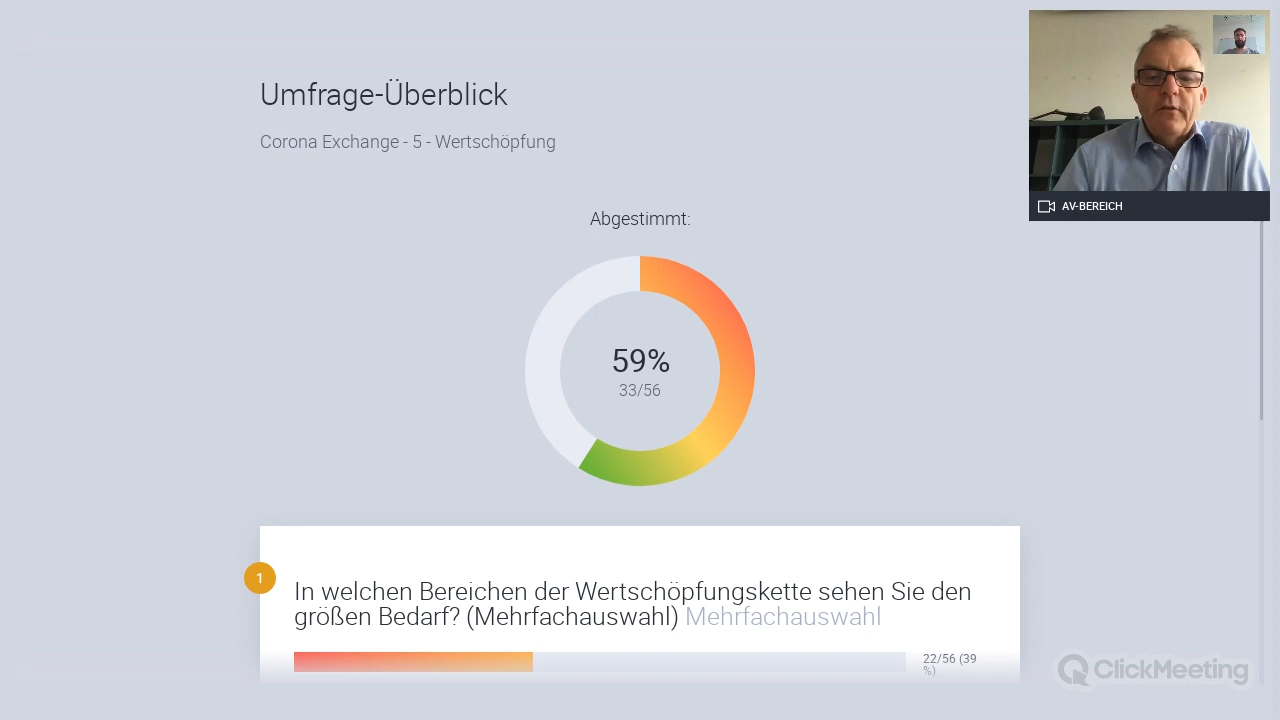 Umfrage-Überblick
Corona Exchange - 5 - Wertschöpfung
AV-BEREICH
Abgestimmt:
59%
33/56
1
In welchen Bereichen der Wertschöpfungskette sehen Sie den
größen Bedarf? (Mehrfachauswahl) Mehrfachauswahl
22/56 (39
%)
ClickMeeting